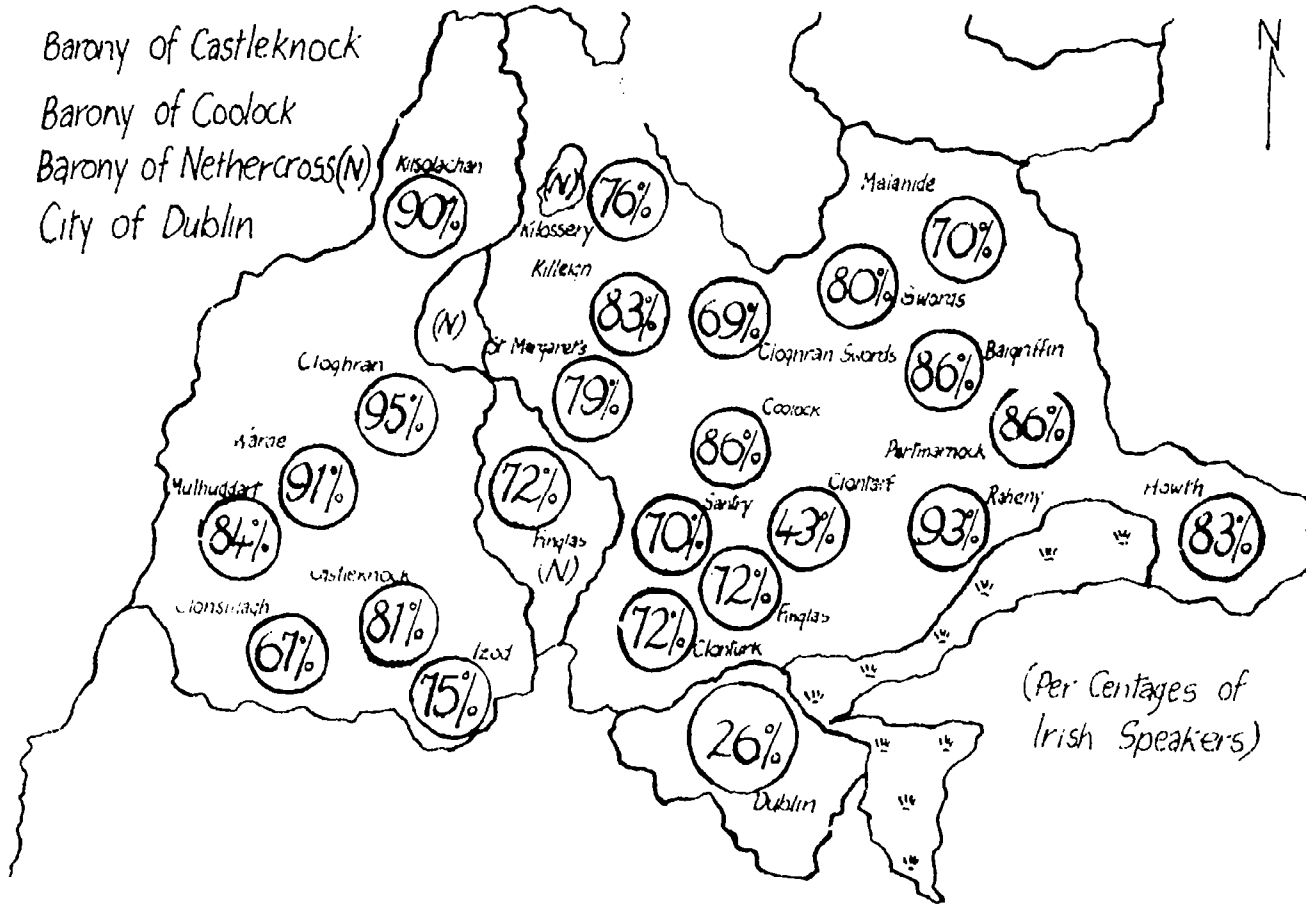 Barony of Castleknock
Barony of Coolock
Barony of Nethercross(N)
City of Dublin
N
Kilsalachan
90%
(N)
76%
Kilossery
Malahide
70%
Killeigh
83%
69%
Cloghran Swords
80%
Swords
(N)
St Margaret's
79%
86%
Balgriffin
Cloghran
95%
Coolock
86%
Portmarnock
86%
Warde
91%
Mulhuddart
84%
72%
Finglas
(N)
Santry
70%
Clontarf
43%
Raheny
93%
Howth
83%
Castleknock
81%
Clonsillagh
67%
72%
Finglas
72%
Clonturk
Izod
75%
26%
Dublin
(Per Centages of
Irish Speakers)